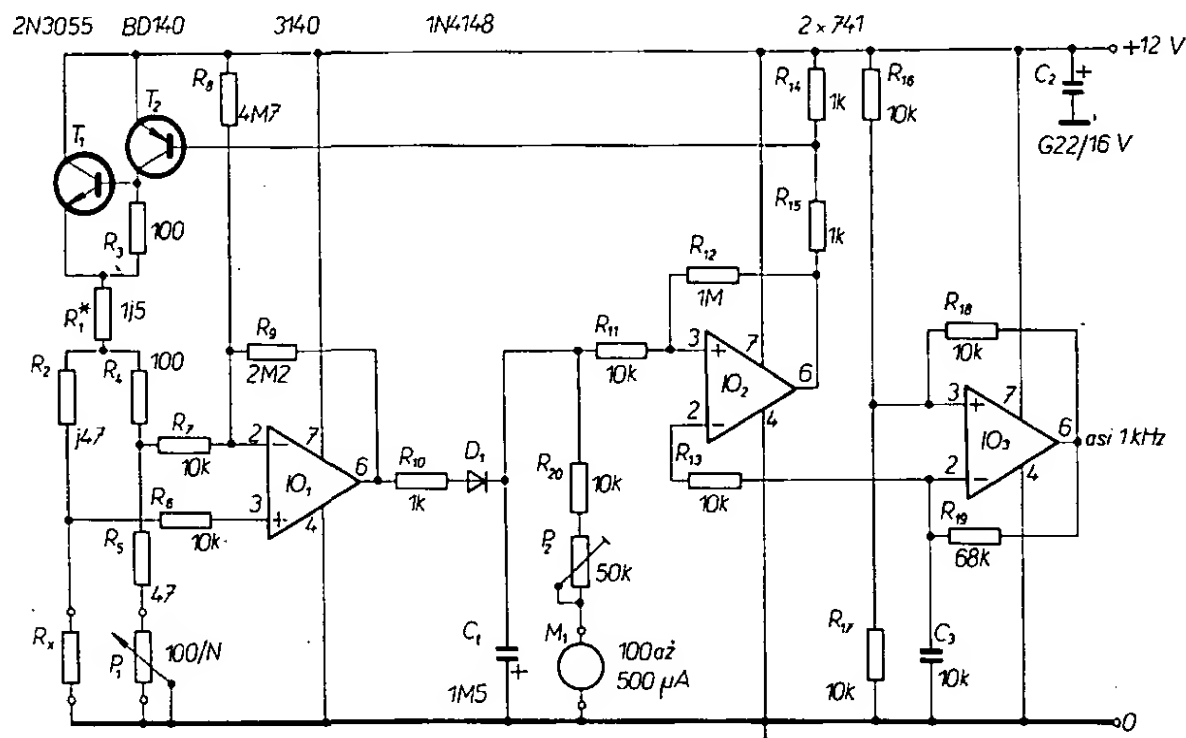 2N3055 BD140 3140 1N4148 2×741
+12 V
R8
4M7
R14
1k
R16
10k
C2
+
G22/16 V
T2
T1
R3
100
R15
1k
R1*
1j5
R12
1M
R2
j47
R4
100
R9
2M2
R11
10k
R18
10k
3
+
7
6
IO2
2
−
4
3
+
7
6
IO3
2
−
4
asi 1kHz
R7
10k
2
−
7
6
IO1
3
+
4
R10
1k
D1
R13
10k
R6
10k
R20
10k
R19
68k
R5
47
P2
50k
Rx
P1
100/N
C1
+
1M5
M1
100až
500 μA
R17
10k
C3
10k
0